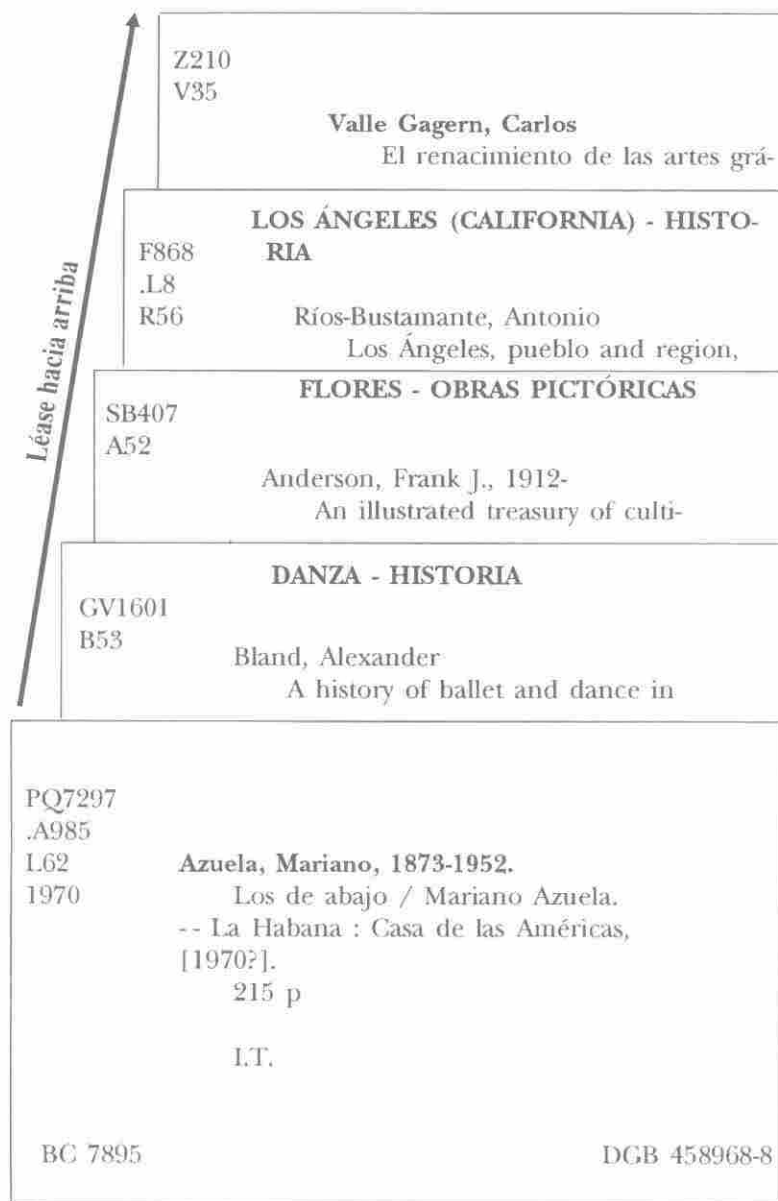 Z210
V35
Valle Gagern, Carlos
El renacimiento de las artes grá-
LOS ÁNGELES (CALIFORNIA) - HISTO-
F868 RIA
.L8
R56 Ríos-Bustamante, Antonio
Los Ángeles, pueblo and region,
FLORES - OBRAS PICTÓRICAS
SB407
A52
Anderson, Frank J., 1912-
An illustrated treasury of culti-
DANZA - HISTORIA
GV1601
B53
Bland, Alexander
A history of ballet and dance in
Léase hacia arriba
PQ7297
.A985
L62 Azuela, Mariano, 1873-1952.
1970 Los de abajo / Mariano Azuela.
-- La Habana : Casa de las Américas,
[1970?].
215 p
I.T.
BC 7895 DGB 458968-8